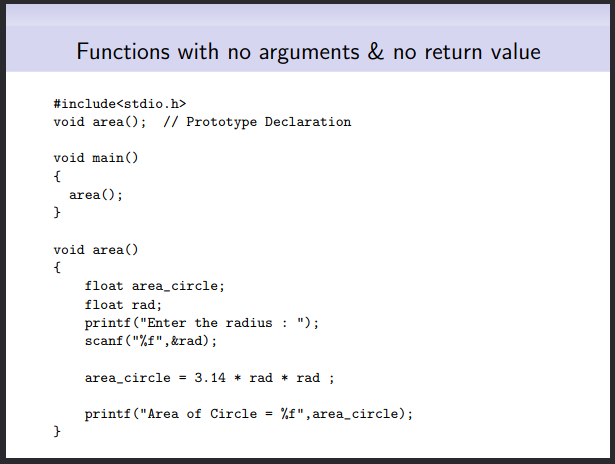 Functions with no arguments & no return value
#include<stdio.h>
void area();  // Prototype Declaration
void main()
{
  area();
}
void area()
{
    float area_circle;
    float rad;
    printf("Enter the radius : ");
    scanf("%f",&rad);
    area_circle = 3.14 * rad * rad ;
    printf("Area of Circle = %f",area_circle);
}